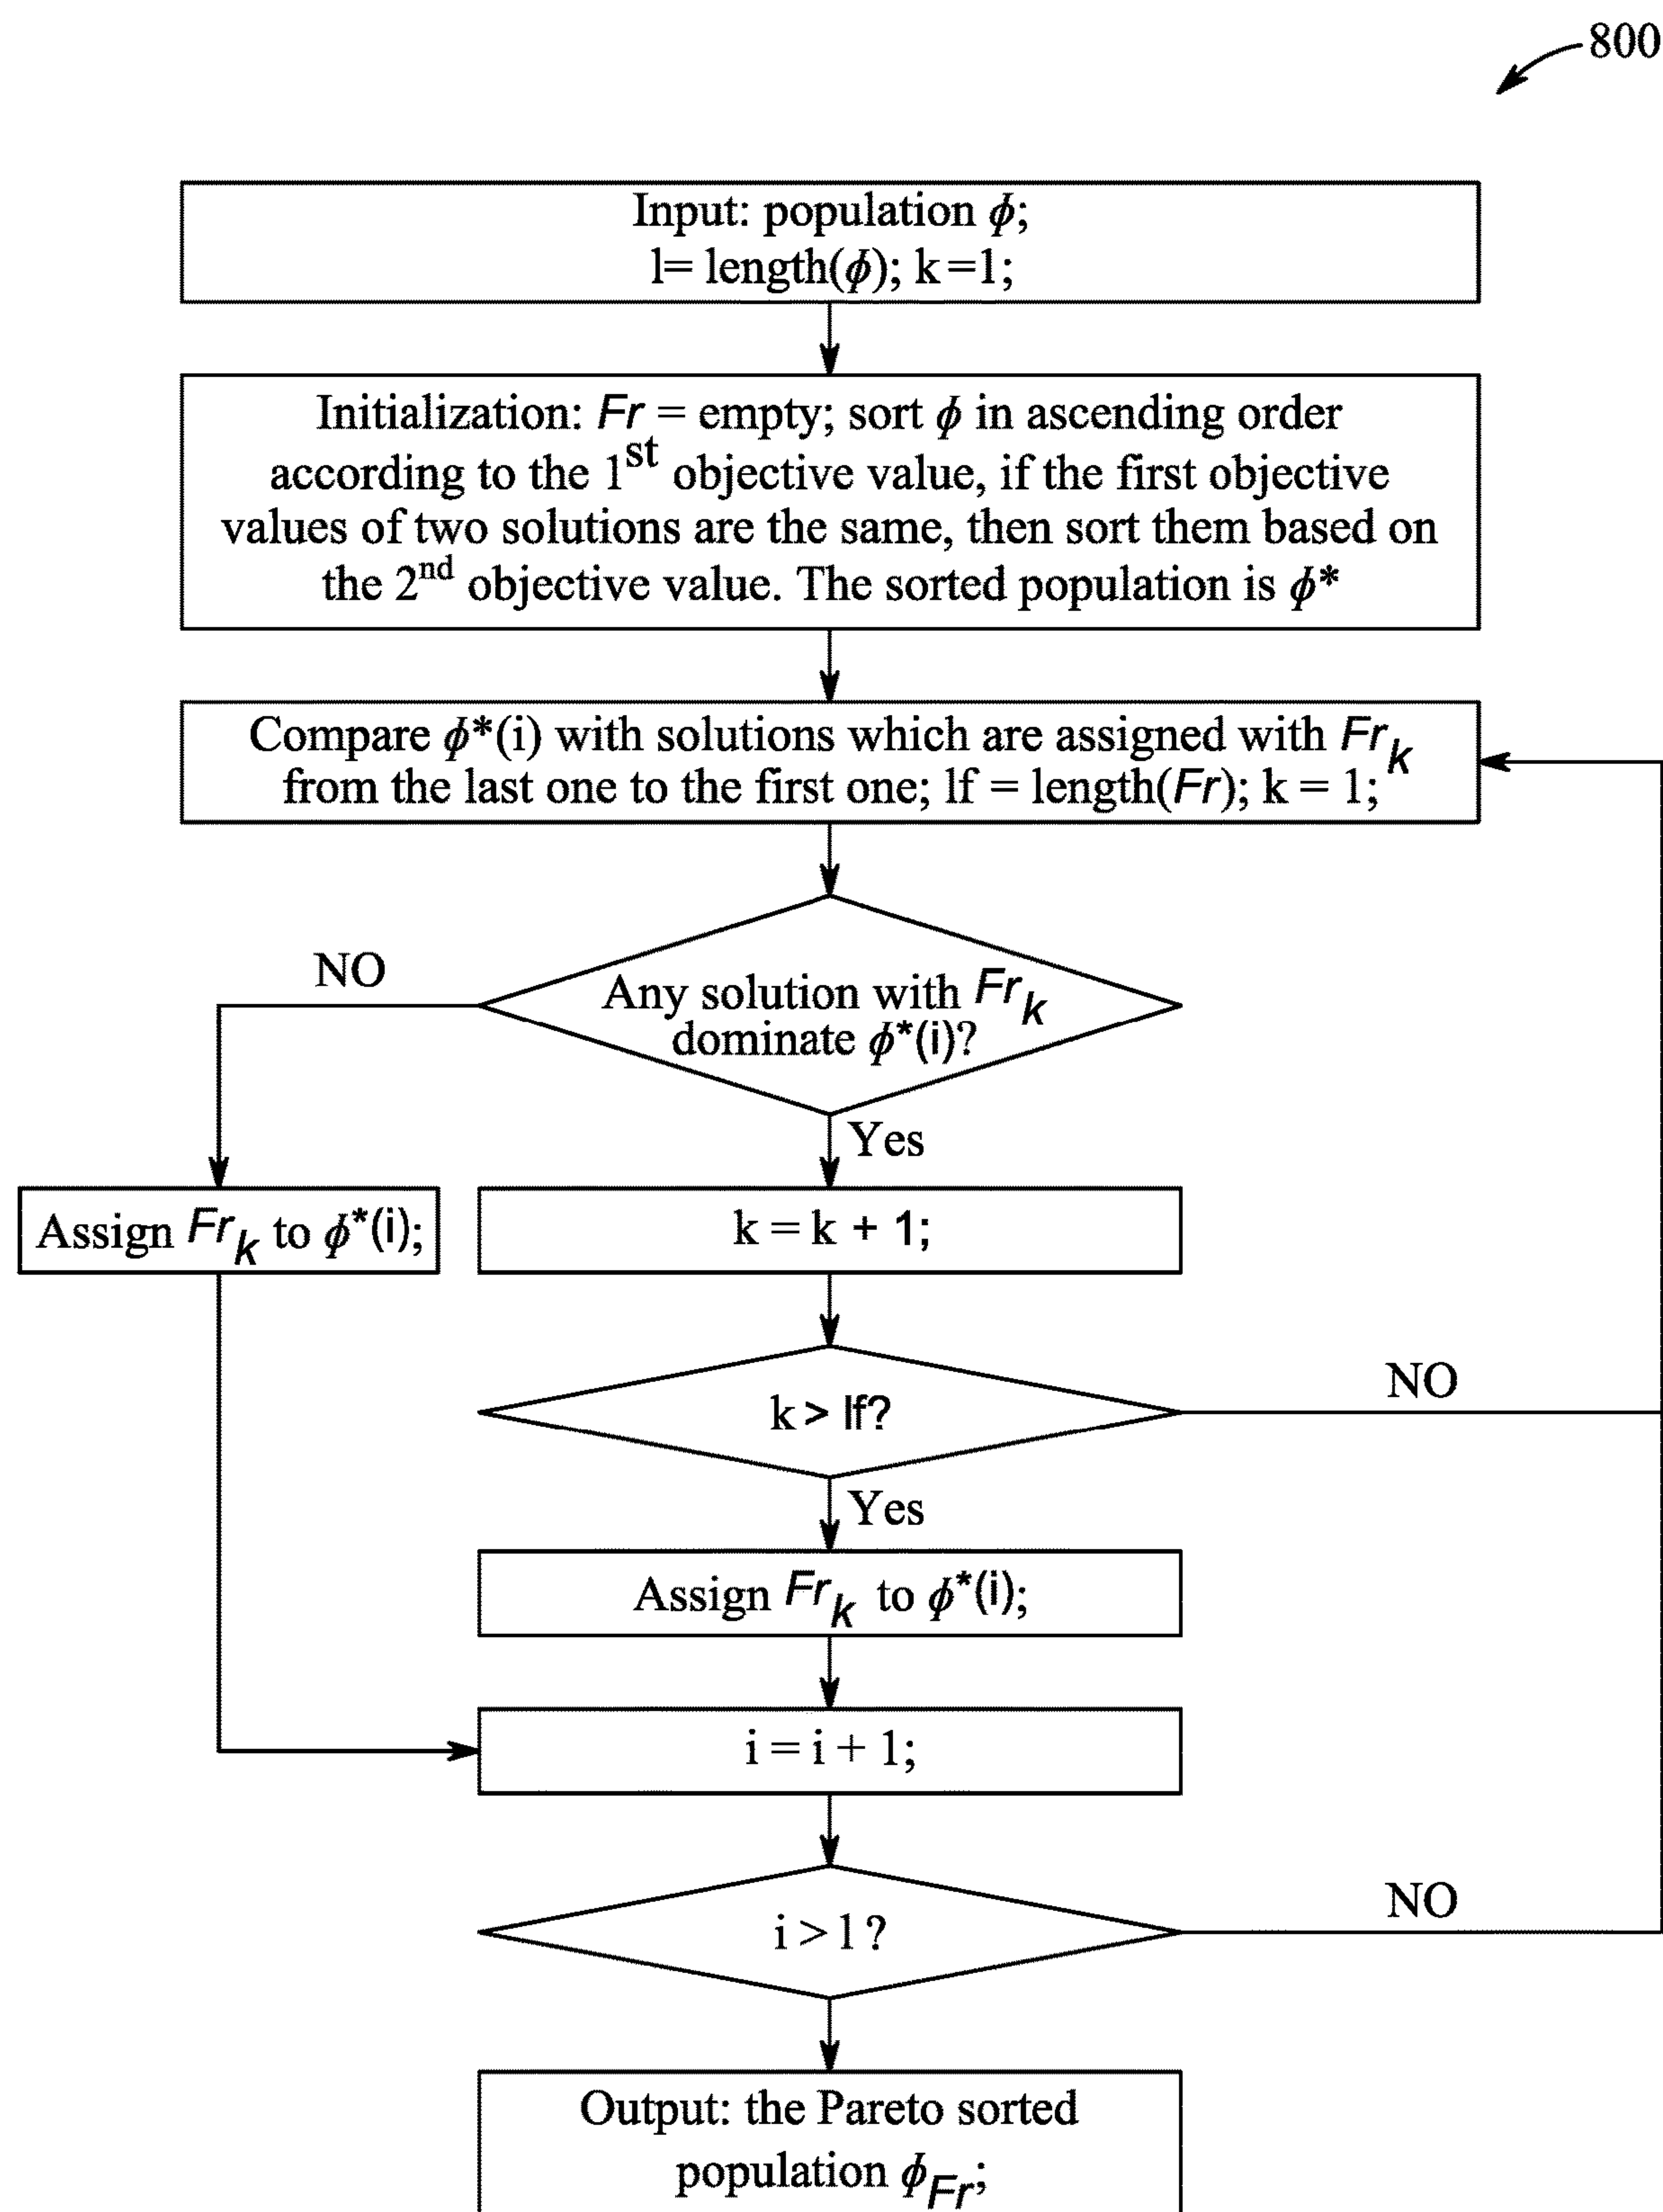 800
Input: population ϕ;
l= length(ϕ); k =1;
Initialization: Fr = empty; sort ϕ in ascending order
according to the 1st objective value, if the first objective
values of two solutions are the same, then sort them based on
the 2nd objective value. The sorted population is ϕ*
Compare ϕ*(i) with solutions which are assigned with Frk
from the last one to the first one; lf = length(Fr); k = 1;
NO
Any solution with Frk
dominate ϕ*(i)?
Yes
Assign Frk to ϕ*(i);
k = k + 1;
k > lf?
NO
Yes
Assign Frk to ϕ*(i);
i = i + 1;
i > l ?
NO
Output: the Pareto sorted
population ϕFr;